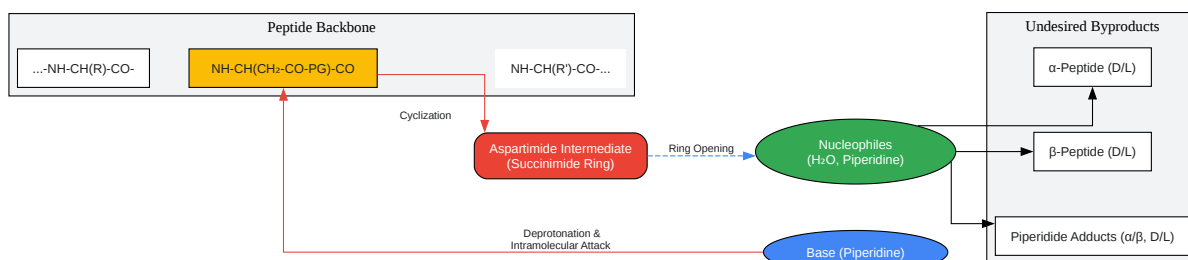 Peptide Backbone
...-NH-CH(R)-CO-
NH-CH(CH₂-CO-PG)-CO
NH-CH(R')-CO-...
Cyclization
Aspartimide Intermediate
(Succinimide Ring)
Ring Opening
Nucleophiles
(H₂O, Piperidine)
Undesired Byproducts
α-Peptide (D/L)
β-Peptide (D/L)
Piperidide Adducts (α/β, D/L)
Deprotonation &
Intramolecular Attack
Base (Piperidine)